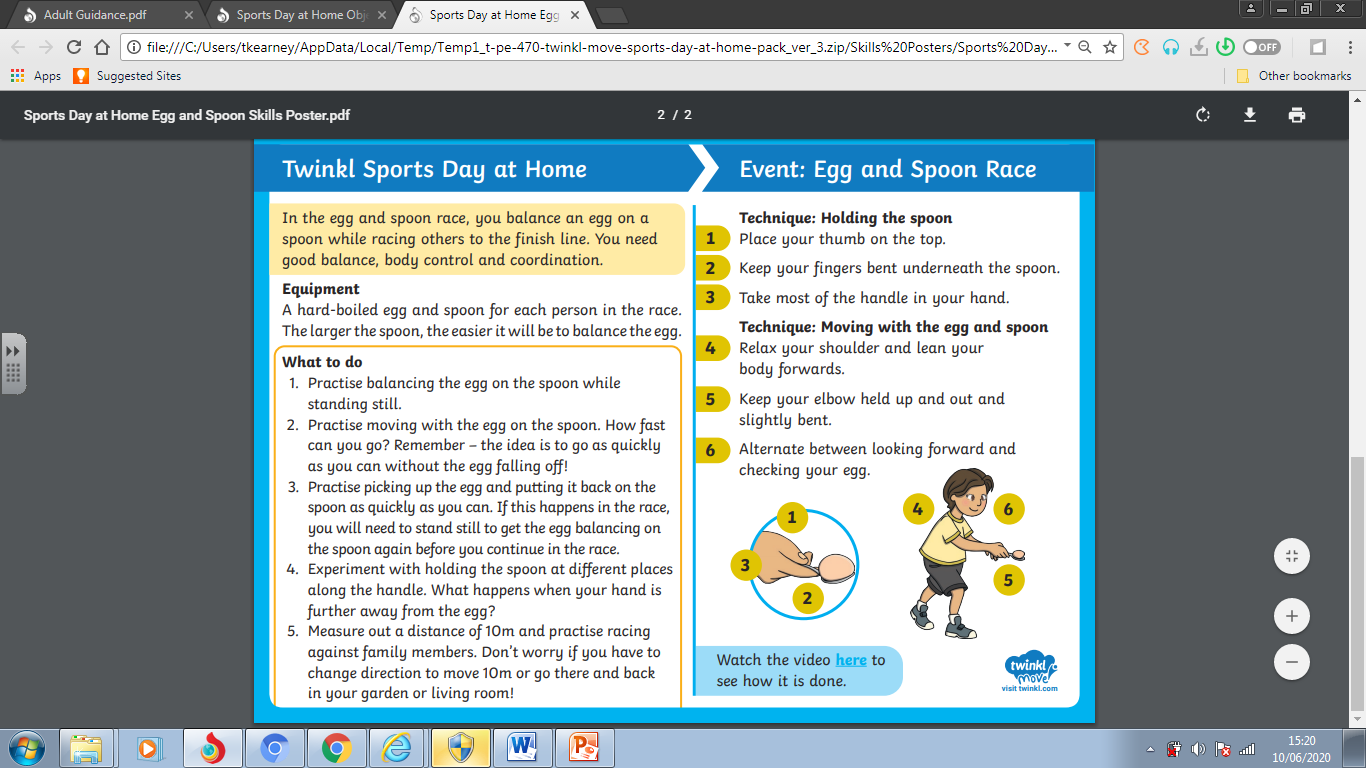 Adult Guidance.pdf
Sports Day at Home Obj
Sports Day at Home Egg
file:///C:/Users/tkearney/AppData/Local/Temp/Temp1_t-pe-470-twinkl-move-sports-day-at-home-pack_ver_3.zip/Skills%20Posters/Sports%20Day...
OFF
Apps
Suggested Sites
Other bookmarks
Sports Day at Home Egg and Spoon Skills Poster.pdf
2 / 2
Twinkl Sports Day at Home
Event: Egg and Spoon Race
In the egg and spoon race, you balance an egg on a
spoon while racing others to the finish line. You need
good balance, body control and coordination.
Equipment
A hard-boiled egg and spoon for each person in the race.
The larger the spoon, the easier it will be to balance the egg.
What to do
1. Practise balancing the egg on the spoon while
standing still.
2. Practise moving with the egg on the spoon. How fast
can you go? Remember – the idea is to go as quickly
as you can without the egg falling off!
3. Practise picking up the egg and putting it back on the
spoon as quickly as you can. If this happens in the race,
you will need to stand still to get the egg balancing on
the spoon again before you continue in the race.
4. Experiment with holding the spoon at different places
along the handle. What happens when your hand is
further away from the egg?
5. Measure out a distance of 10m and practise racing
against family members. Don't worry if you have to
change direction to move 10m or go there and back
in your garden or living room!
Technique: Holding the spoon
1 Place your thumb on the top.
2 Keep your fingers bent underneath the spoon.
3 Take most of the handle in your hand.
Technique: Moving with the egg and spoon
4 Relax your shoulder and lean your
body forwards.
5 Keep your elbow held up and out and
slightly bent.
6 Alternate between looking forward and
checking your egg.
1
3
2
4
6
5
Watch the video here to
see how it is done.
twinkl
move
visit twinkl.com
15:20
10/06/2020